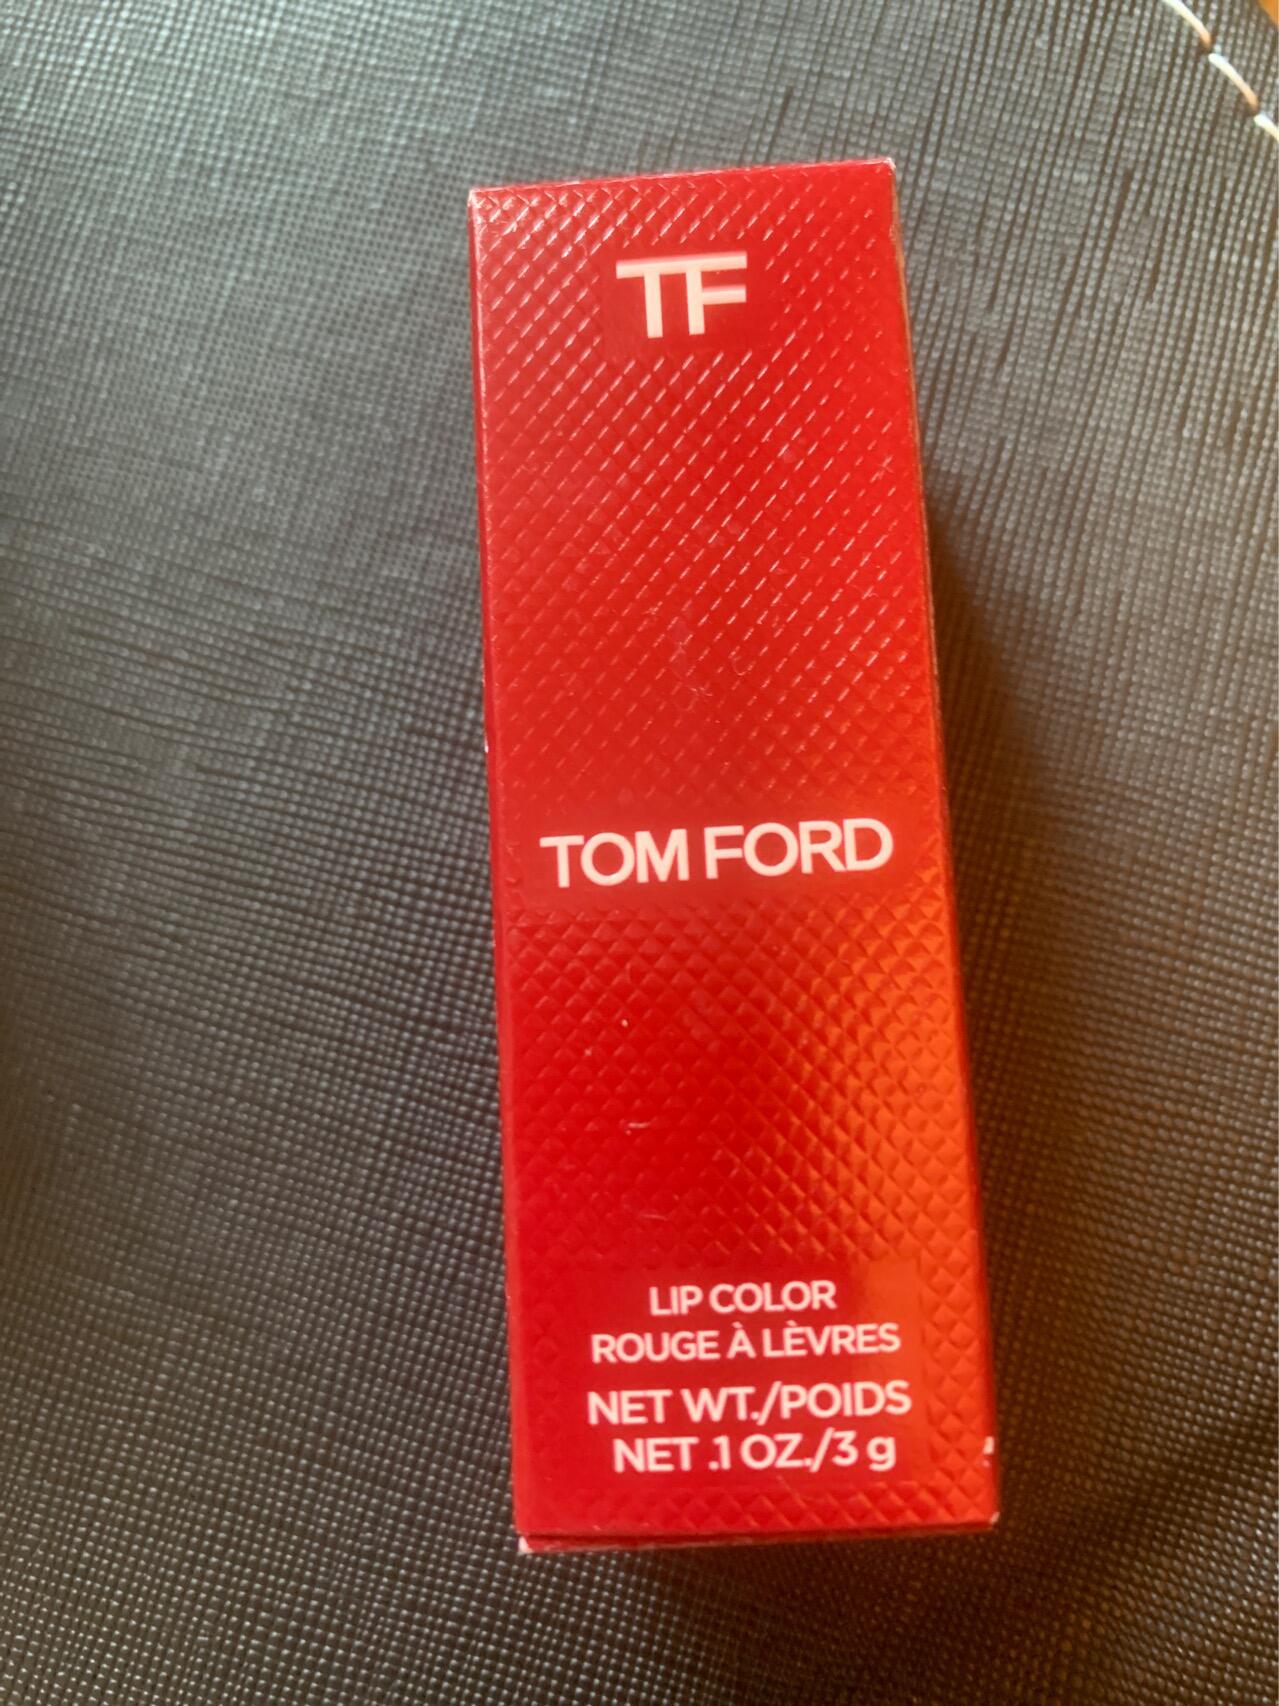 TF
TOM FORD
LIP COLOR
ROUGE À LÈVRES
NET WT./POIDS
NET .1 OZ./3 g